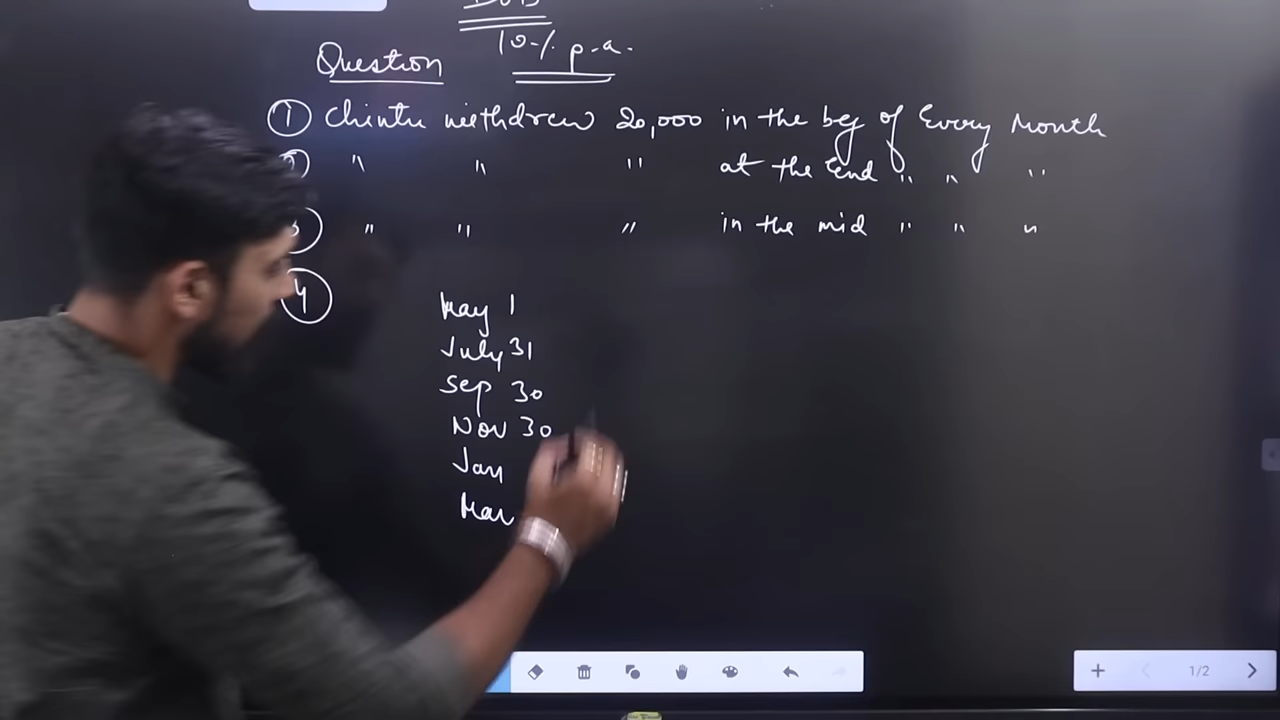 10% p.a.
Question
① Chintu withdrew 20,000 in the beg of Every Month
" " " at the End " " "
" " " in the mid " " "
④
May 1
July 31
Sep 30
Nov 30
Jan
Mar
1/2